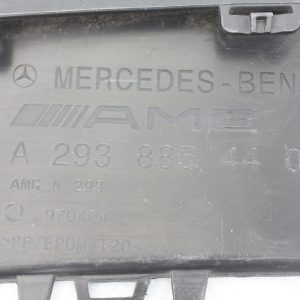 MERCEDES-BEN
AMG
A 293 885 44 0
AMG N 293
970404
>PP/EPDM T20<